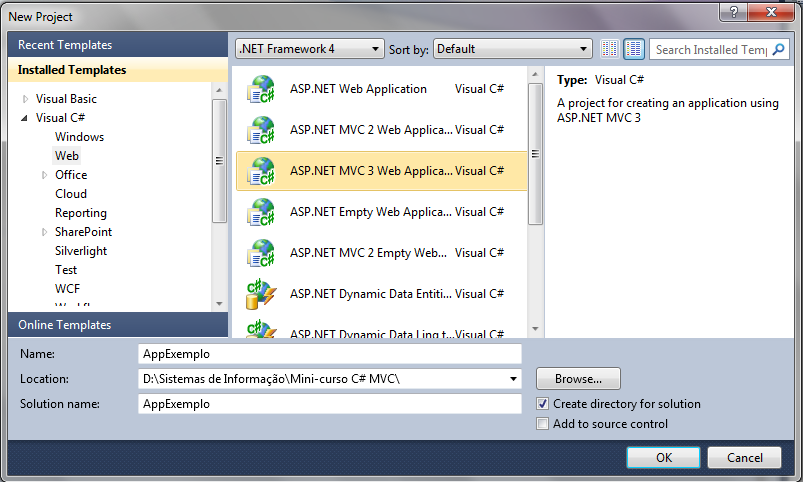 New Project
?
Recent Templates
Installed Templates
Visual Basic
Visual C#
Windows
Web
Office
Cloud
Reporting
SharePoint
Silverlight
Test
WCF
Online Templates
.NET Framework 4
Sort by: Default
Search Installed Temp
ASP.NET Web Application Visual C#
ASP.NET MVC 2 Web Applica... Visual C#
ASP.NET MVC 3 Web Applica... Visual C#
ASP.NET Empty Web Applica... Visual C#
ASP.NET MVC 2 Empty Web... Visual C#
ASP.NET Dynamic Data Entiti... Visual C#
ASP.NET Dynamic Data Linq t... Visual C#
Type: Visual C#
A project for creating an application using
ASP.NET MVC 3
Name: AppExemplo
Location: D:\Sistemas de Informação\Mini-curso C# MVC\
Browse...
Solution name: AppExemplo
Create directory for solution
Add to source control
OK
Cancel